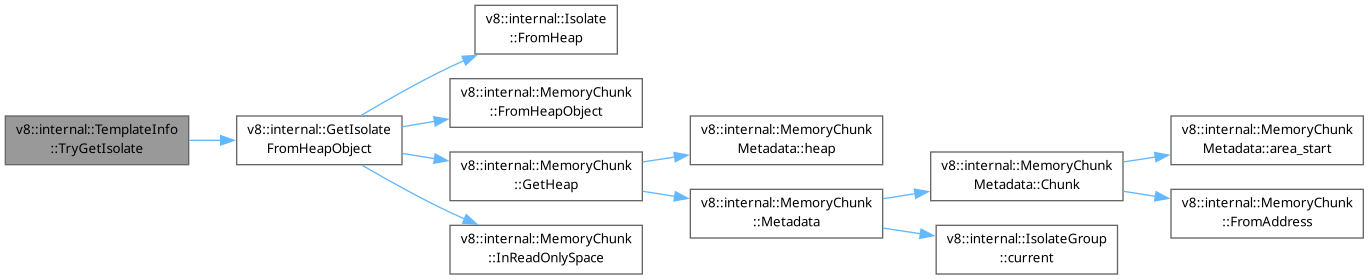 v8::internal::TemplateInfo
::TryGetIsolate
v8::internal::GetIsolate
FromHeapObject
v8::internal::Isolate
::FromHeap
v8::internal::MemoryChunk
::FromHeapObject
v8::internal::MemoryChunk
::GetHeap
v8::internal::MemoryChunk
::InReadOnlySpace
v8::internal::MemoryChunk
Metadata::heap
v8::internal::MemoryChunk
::Metadata
v8::internal::MemoryChunk
Metadata::Chunk
v8::internal::IsolateGroup
::current
v8::internal::MemoryChunk
Metadata::area_start
v8::internal::MemoryChunk
::FromAddress